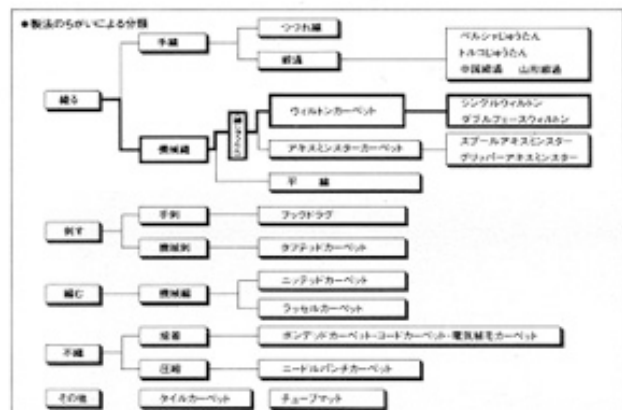 ●製法のちがいによる分類
織る
手織
つづれ織
緞通
ペルシャじゅうたん
トルコじゅうたん
中国緞通 山形緞通
機械織
ウィルトンカーペット
シングルウィルトン
ダブルフェースウィルトン
アキスミンスターカーペット
スプールアキスミンスター
グリッパーアキスミンスター
平 織
刺す
手刺
フックドラグ
機械刺
タフテッドカーペット
編む
機械編
ニッテッドカーペット
ラッセルカーペット
不織
接着
ボンデッドカーペット・コードカーペット・電気植毛カーペット
圧縮
ニードルパンチカーペット
その他
タイルカーペット
チューブマット